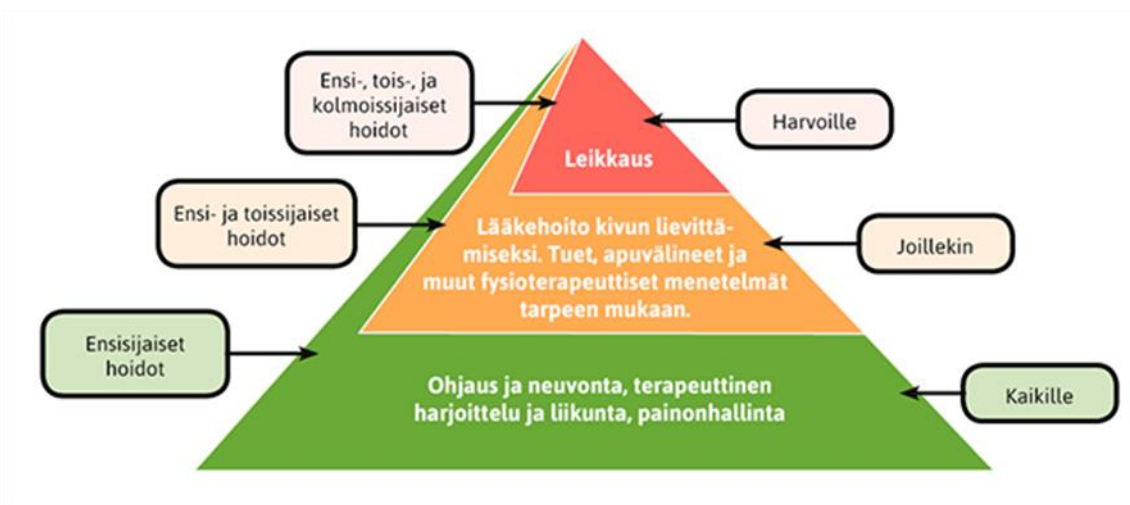 Ensi-, tois-, ja
kolmoissijaiset
hoidot
Harvoille
Leikkaus
Ensi- ja toissijaiset
hoidot
Lääkehoito kivun lievittä-
miseksi. Tuet, apuvälineet ja
muut fysioterapeuttiset menetelmät
tarpeen mukaan.
Joillekin
Ensisijaiset
hoidot
Ohjaus ja neuvonta, terapeuttinen
harjoittelu ja liikunta, painonhallinta
Kaikille